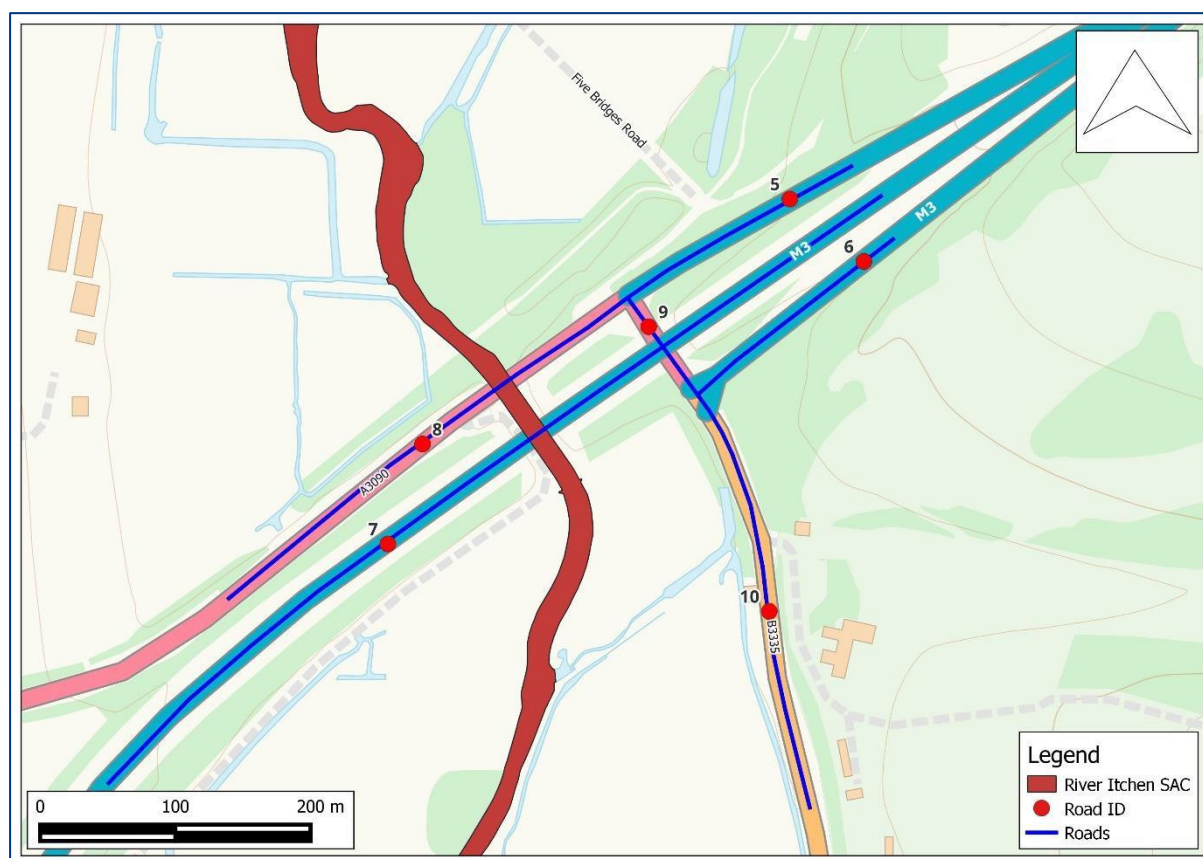 Five Bridges Road
5
M3
M3
6
9
8
A3090
7
10
B3335
0 100 200 m
Legend
River Itchen SAC
Road ID
Roads